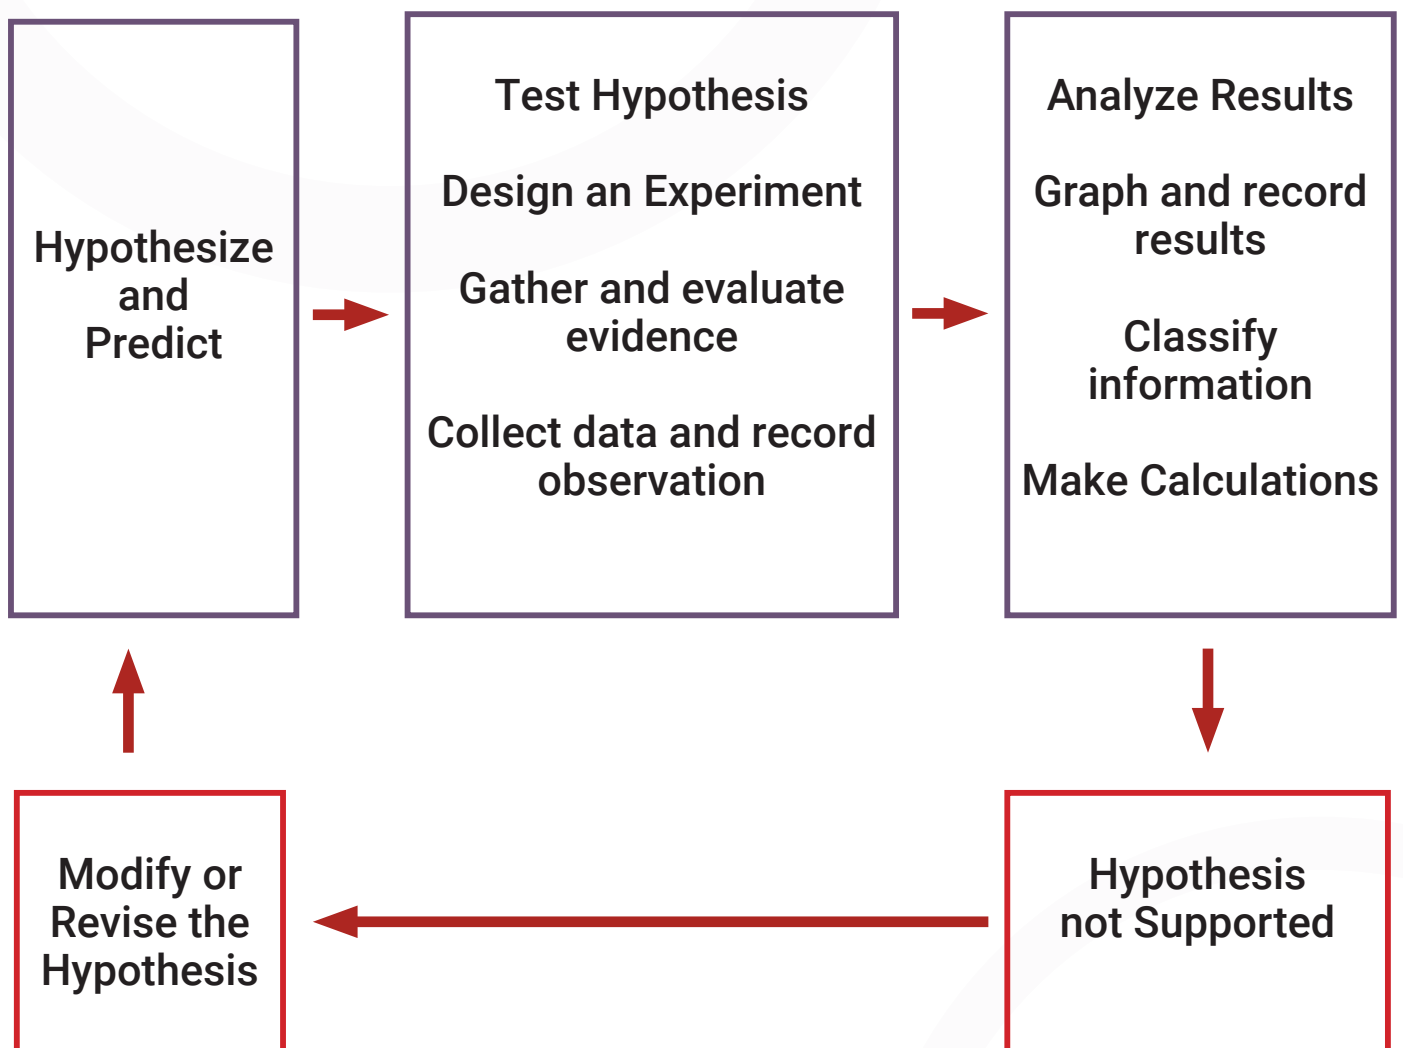 Hypothesize
and
Predict
Test Hypothesis
Design an Experiment
Gather and evaluate
evidence
Collect data and record
observation
Analyze Results
Graph and record
results
Classify
information
Make Calculations
Modify or
Revise the
Hypothesis
Hypothesis
not Supported